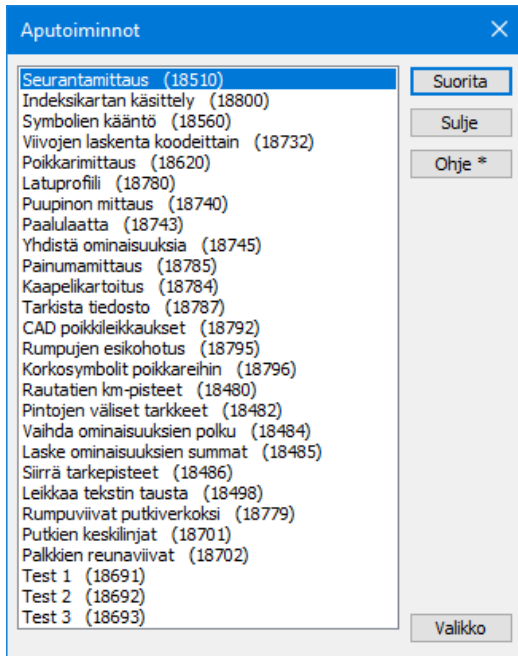 Aputoiminnot
Seurantamittaus (18510)
Indeksikartan käsittely (18800)
Symbolien kääntö (18560)
Viivojen laskenta koodeittain (18732)
Poikkarimittaus (18620)
Latuprofiili (18780)
Puupinon mittaus (18740)
Paalulaatta (18743)
Yhdistä ominaisuuksia (18745)
Painumamittaus (18785)
Kaapelikartoitus (18784)
Tarkista tiedosto (18787)
CAD poikkileikkaukset (18792)
Rumpujen esikohotus (18795)
Korkosymbolit poikkareihin (18796)
Rautatien km-pisteet (18480)
Pintojen väliset tarkkeet (18482)
Vaihda ominaisuuksien polku (18484)
Laske ominaisuuksien summat (18485)
Siirrä tarkepisteet (18486)
Leikkaa tekstin tausta (18498)
Rumpuviivat putkiverkoksi (18779)
Putkien keskilinjat (18701)
Palkkien reunaviivat (18702)
Test 1 (18691)
Test 2 (18692)
Test 3 (18693)
Suorita
Sulje
Ohje *
Valikko